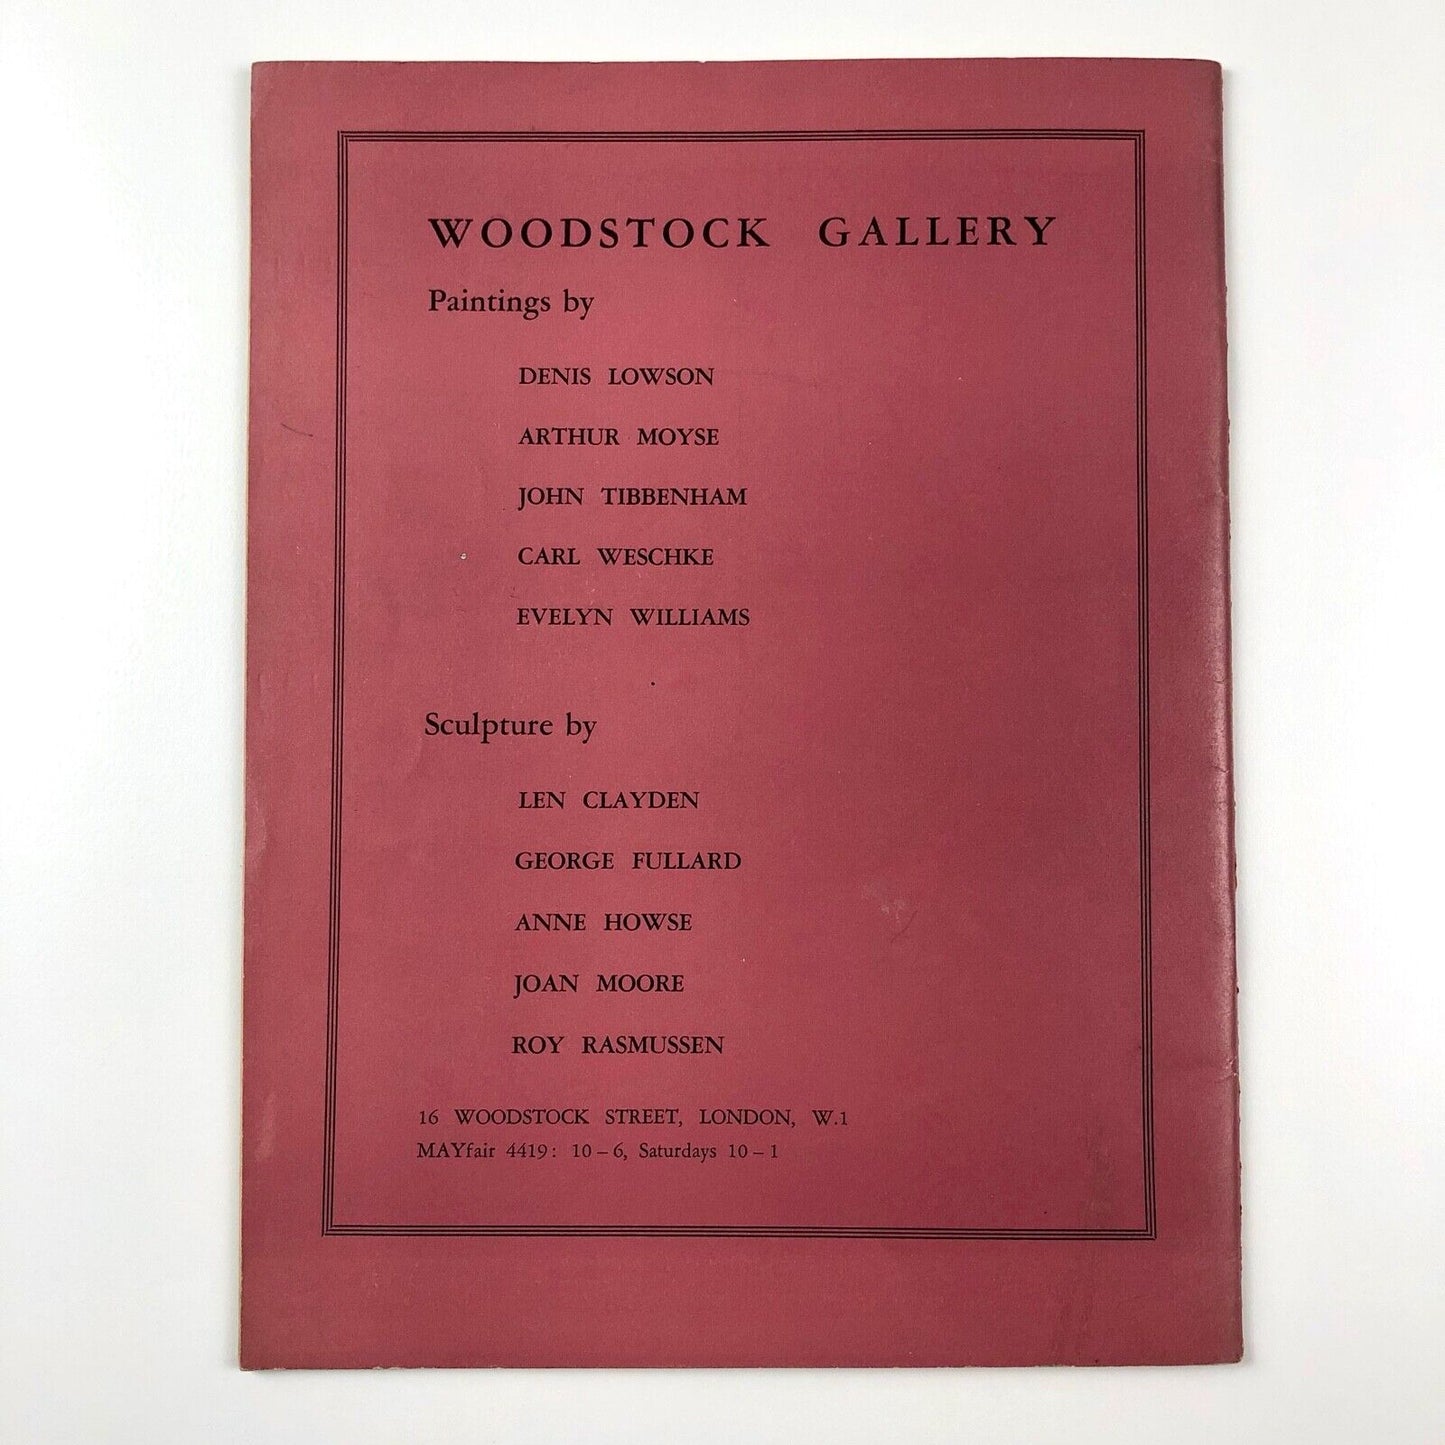 WOODSTOCK GALLERY
Paintings by
DENIS LOWSON
ARTHUR MOYSE
JOHN TIBBENHAM
CARL WESCHKE
EVELYN WILLIAMS
Sculpture by
LEN CLAYDEN
GEORGE FULLARD
ANNE HOWSE
JOAN MOORE
ROY RASMUSSEN
16 WOODSTOCK STREET, LONDON, W.1
MAYfair 4419: 10 – 6, Saturdays 10 – 1